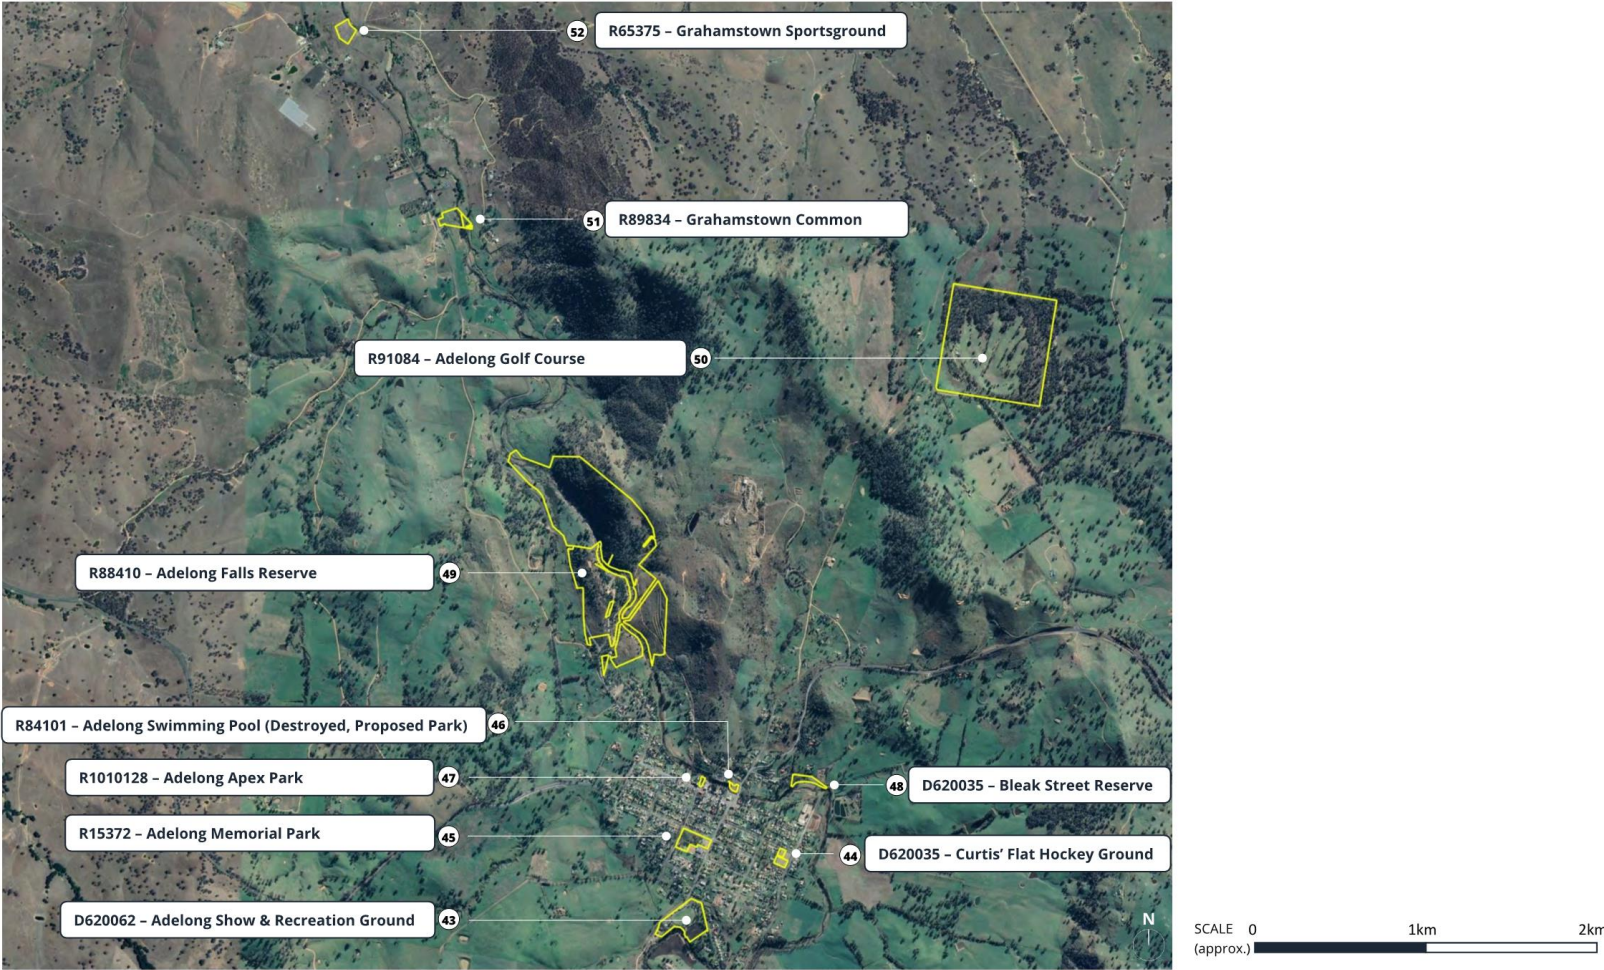 52 R65375 – Grahamstown Sportsground
51 R89834 – Grahamstown Common
R91084 – Adelong Golf Course 50
R88410 – Adelong Falls Reserve 49
R84101 – Adelong Swimming Pool (Destroyed, Proposed Park) 46
R1010128 – Adelong Apex Park 47
48 D620035 – Bleak Street Reserve
R15372 – Adelong Memorial Park 45
44 D620035 – Curtis’ Flat Hockey Ground
D620062 – Adelong Show & Recreation Ground 43
N
SCALE 0 1km 2km
(approx.)